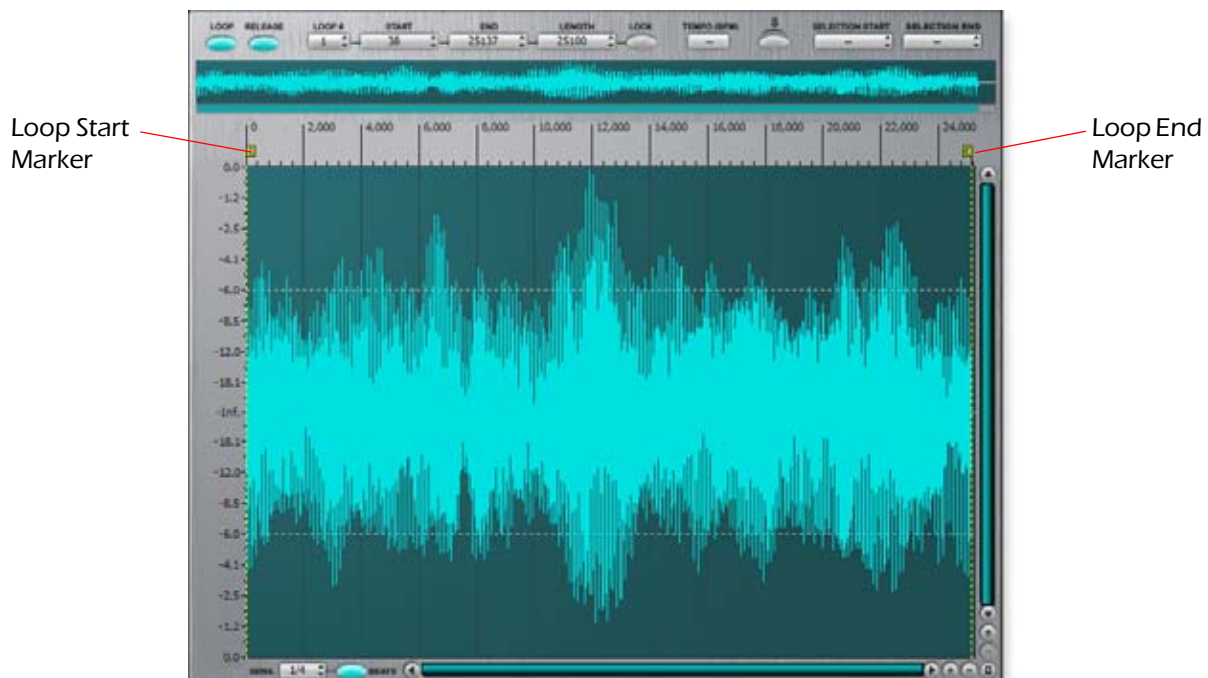 LOOP RELEASE LOOP # START END LENGTH LOCK TEMPO (BPM) S SELECTION START SELECTION END
1 38 25137 25100 -- -- --
0 2,000 4,000 6,000 8,000 10,000 12,000 14,000 16,000 18,000 20,000 22,000 24,000
Loop Start
Marker
Loop End
Marker
0.0
-1.2
-2.5
-4.1
-6.0
-8.5
-12.0
-18.1
-Inf.
-18.1
-12.0
-8.5
-6.0
-4.1
-2.5
-1.2
0.0
SENS. 1/4 BEATS